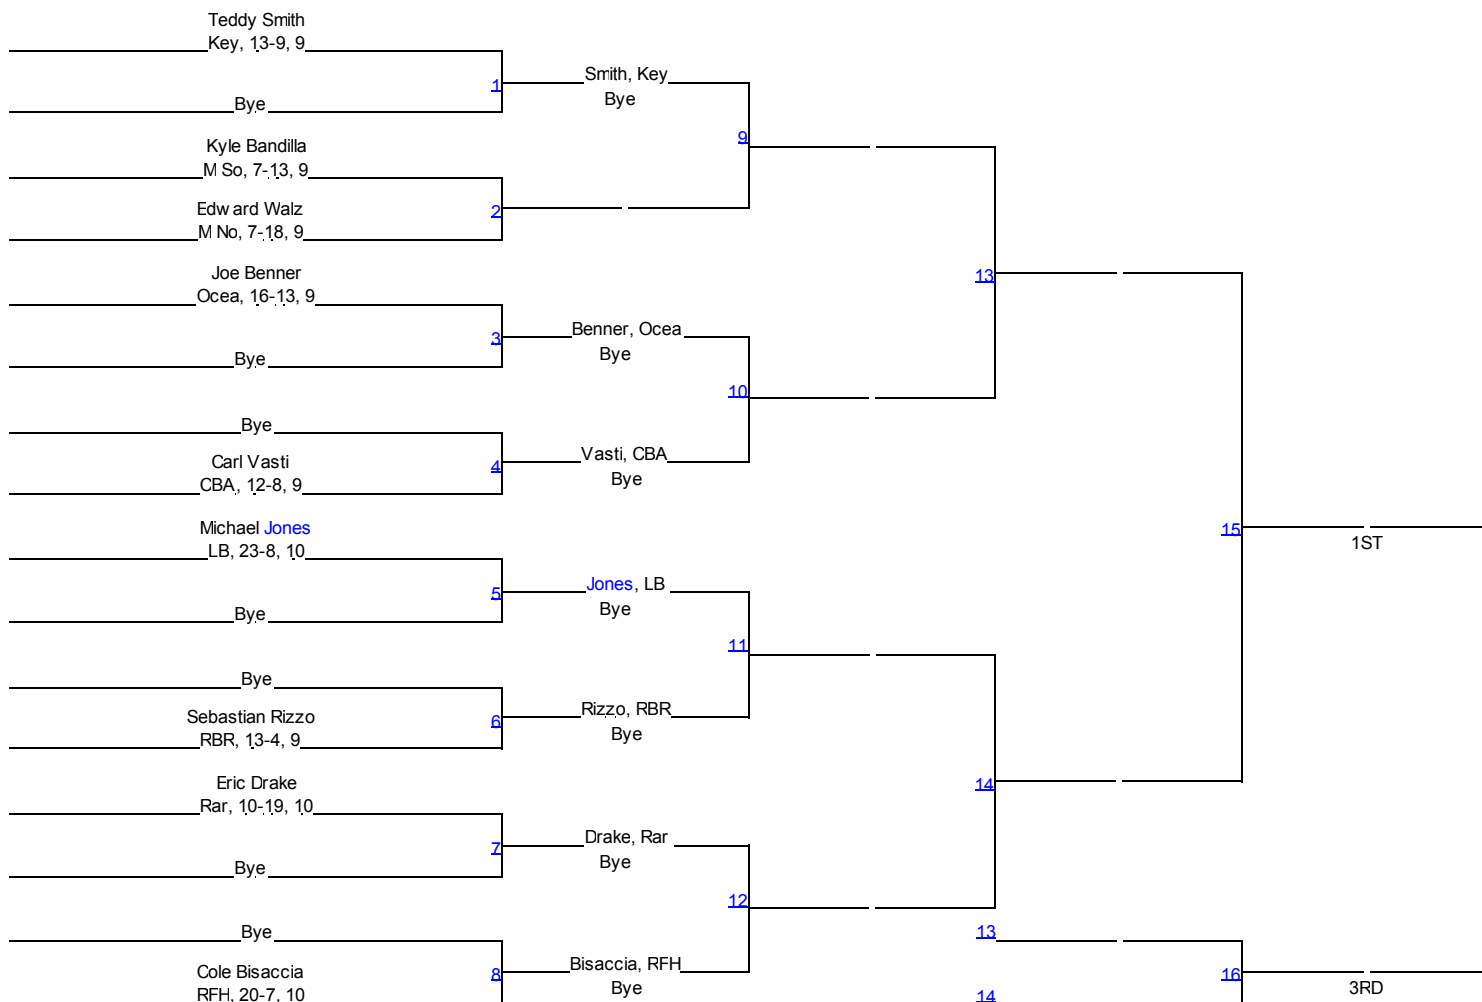 Teddy Smith
Key, 13-9, 9
1
Smith, Key
Bye
Bye
Kyle Bandilla
M So, 7-13, 9
9
Edward Walz
M No, 7-18, 9
2
Joe Benner
Ocea, 16-13, 9
13
3
Benner, Ocea
Bye
Bye
10
Bye
Carl Vasti
CBA, 12-8, 9
4
Vasti, CBA
Bye
Michael Jones
LB, 23-8, 10
15
1ST
5
Jones, LB
Bye
Bye
11
Bye
Sebastian Rizzo
RBR, 13-4, 9
6
Rizzo, RBR
Bye
Eric Drake
Rar, 10-19, 10
14
7
Drake, Rar
Bye
Bye
12
Bye
13
Cole Bisaccia
RFH, 20-7, 10
8
Bisaccia, RFH
Bye
14
16
3RD